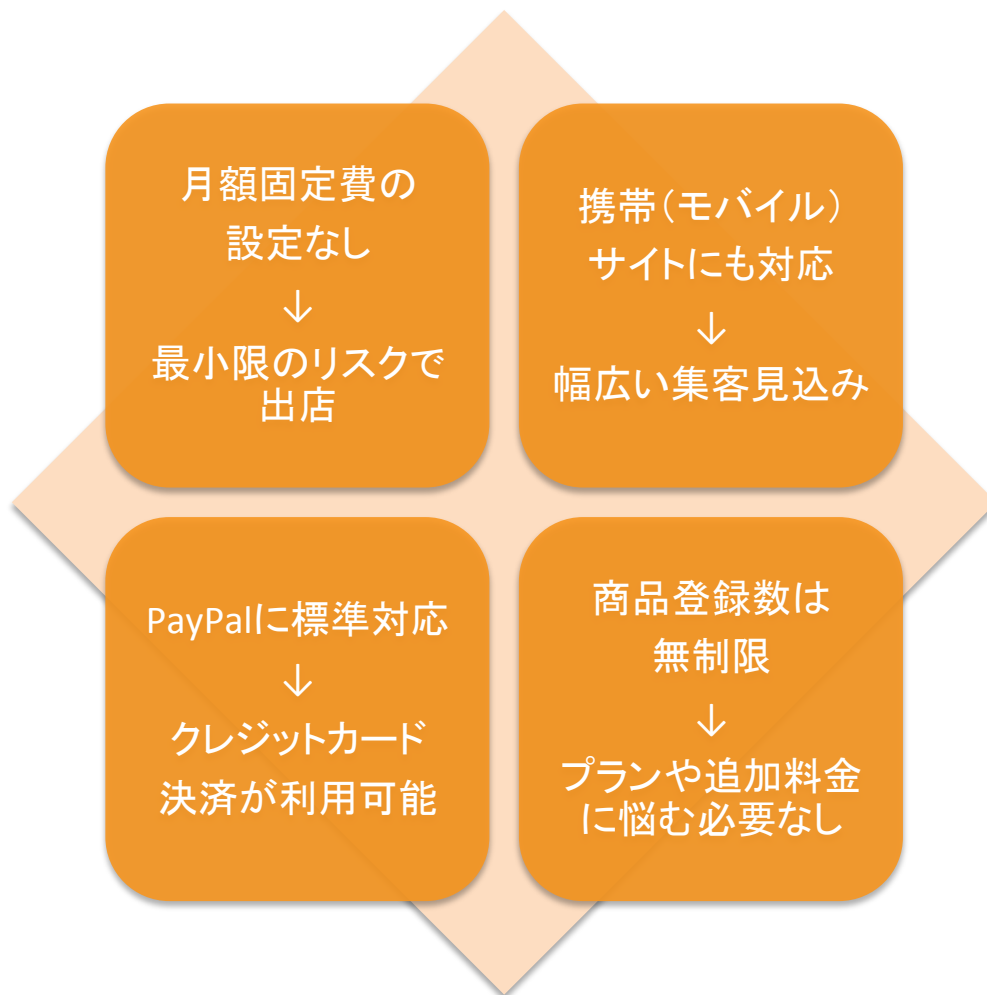 月額固定費の
設定なし
↓
最小限のリスクで
出店
携帯（モバイル）
サイトにも対応
↓
幅広い集客見込み
PayPalに標準対応
↓
クレジットカード
決済が利用可能
商品登録数は
無制限
↓
プランや追加料金
に悩む必要なし